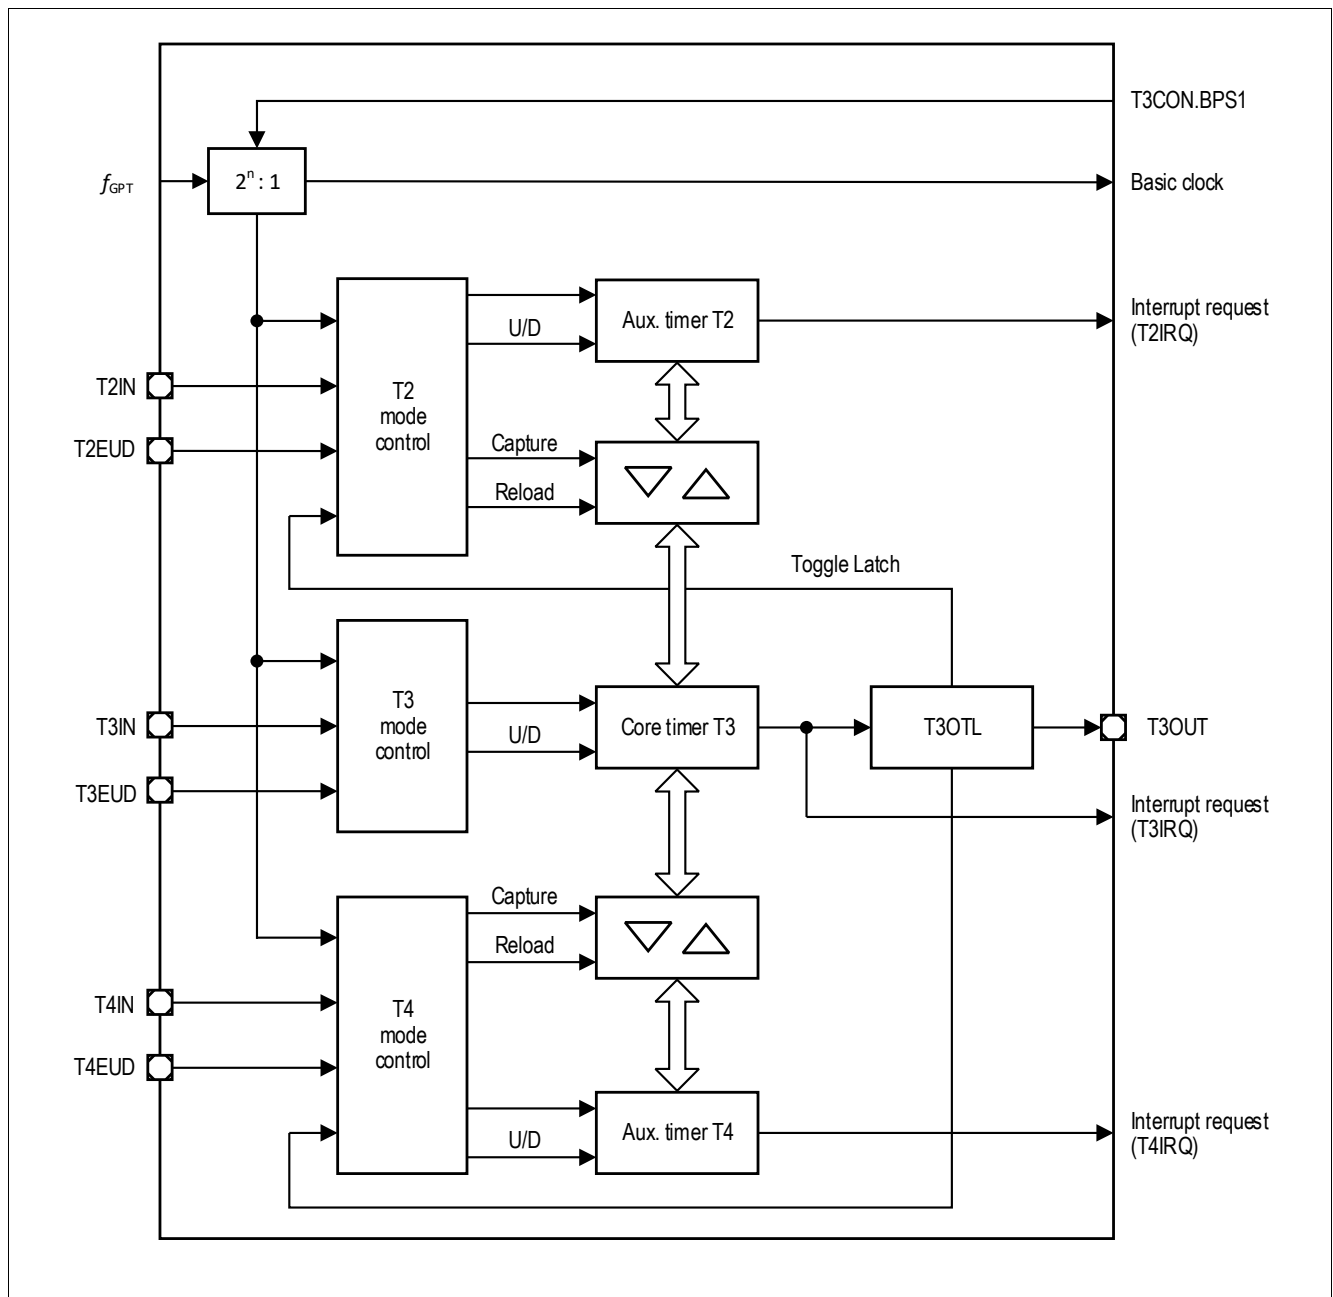 T3CON.BPS1
fGPT
2ⁿ : 1
Basic clock
Aux. timer T2
Interrupt request
(T2IRQ)
U/D
T2IN
T2
mode
control
T2EUD
Capture
Reload
Toggle Latch
T3
mode
control
T3IN
U/D
Core timer T3
T3OTL
T3OUT
T3EUD
Interrupt request
(T3IRQ)
Capture
Reload
T4IN
T4
mode
control
T4EUD
U/D
Aux. timer T4
Interrupt request
(T4IRQ)